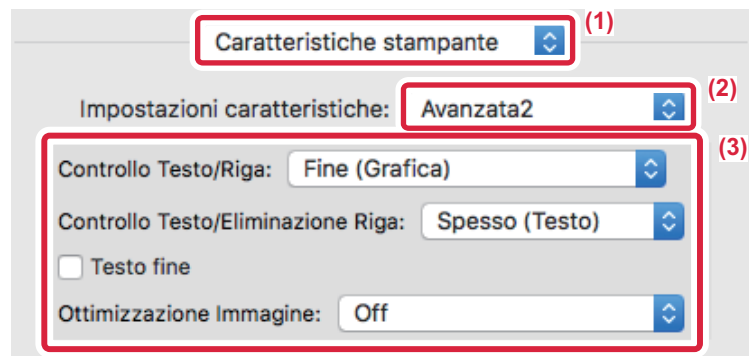 Caratteristiche stampante (1)
Impostazioni caratteristiche: Avanzata2 (2)
(3)
Controllo Testo/Riga: Fine (Grafica)
Controllo Testo/Eliminazione Riga: Spesso (Testo)
Testo fine
Ottimizzazione Immagine: Off